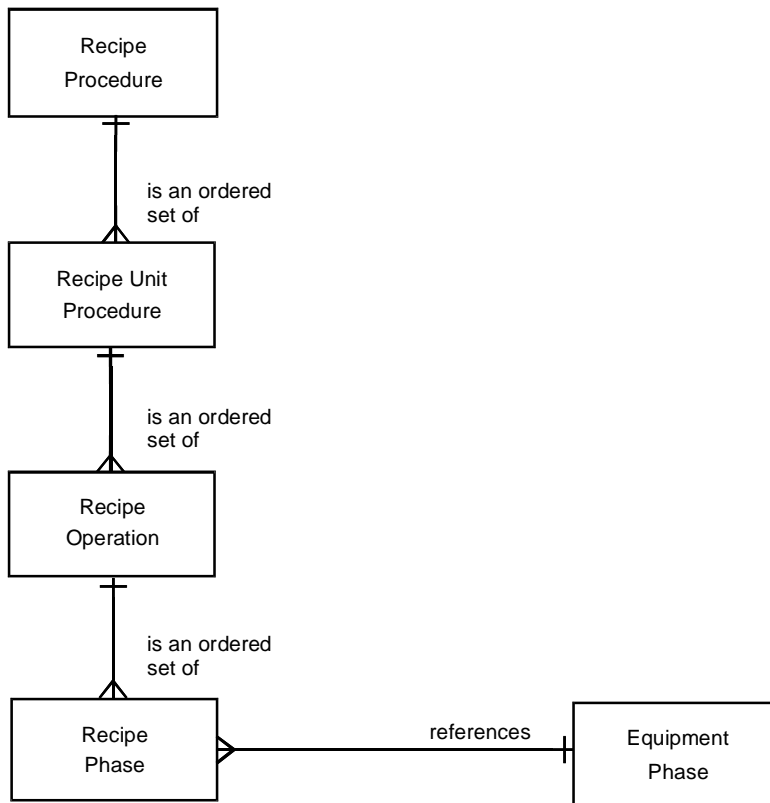 Recipe
Procedure
is an ordered
set of
Recipe Unit
Procedure
is an ordered
set of
Recipe
Operation
is an ordered
set of
Recipe
Phase
references
Equipment
Phase